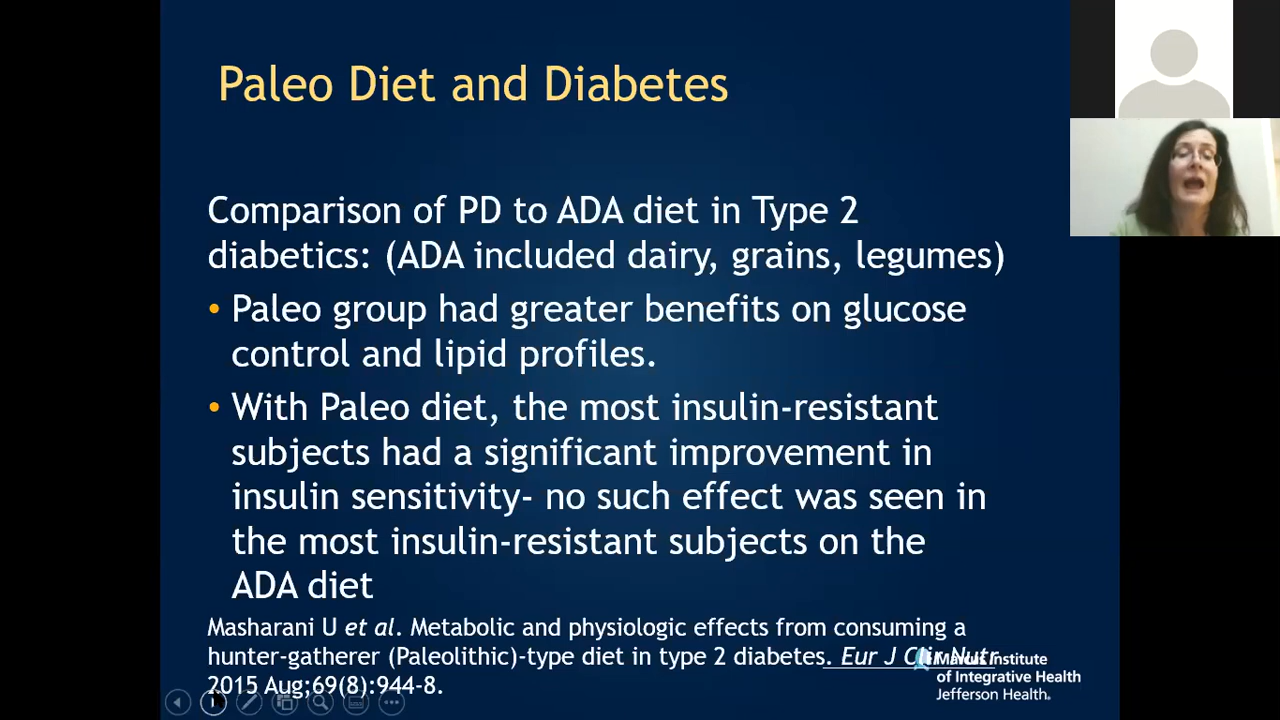 Paleo Diet and Diabetes
Comparison of PD to ADA diet in Type 2
diabetics: (ADA included dairy, grains, legumes)
• Paleo group had greater benefits on glucose
control and lipid profiles.
• With Paleo diet, the most insulin-resistant
subjects had a significant improvement in
insulin sensitivity- no such effect was seen in
the most insulin-resistant subjects on the
ADA diet
Masharani U et al. Metabolic and physiologic effects from consuming a
hunter-gatherer (Paleolithic)-type diet in type 2 diabetes. Eur J Clin Nutr
2015 Aug;69(8):944-8.
Marcus Institute
of Integrative Health
Jefferson Health.